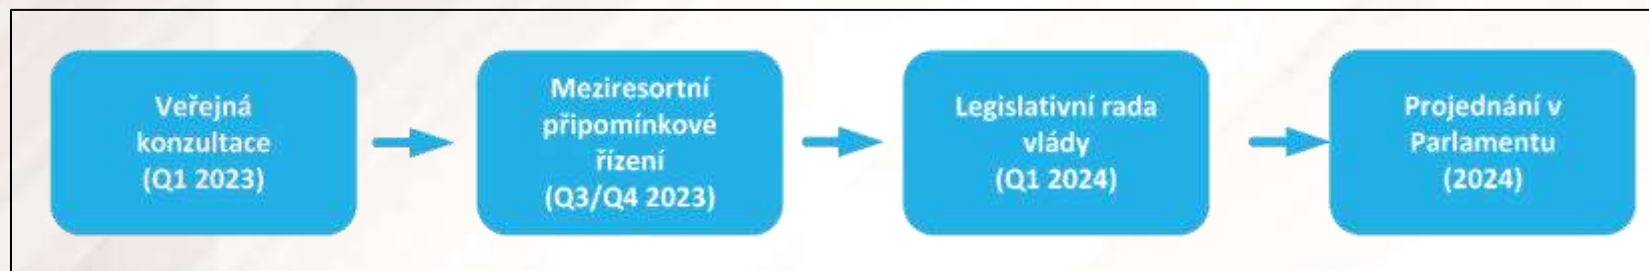 Veřejná
konzultace
(Q1 2023)
Meziresortní
připomínkové
řízení
(Q3/Q4 2023)
Legislativní rada
vlády
(Q1 2024)
Projednání v
Parlamentu
(2024)